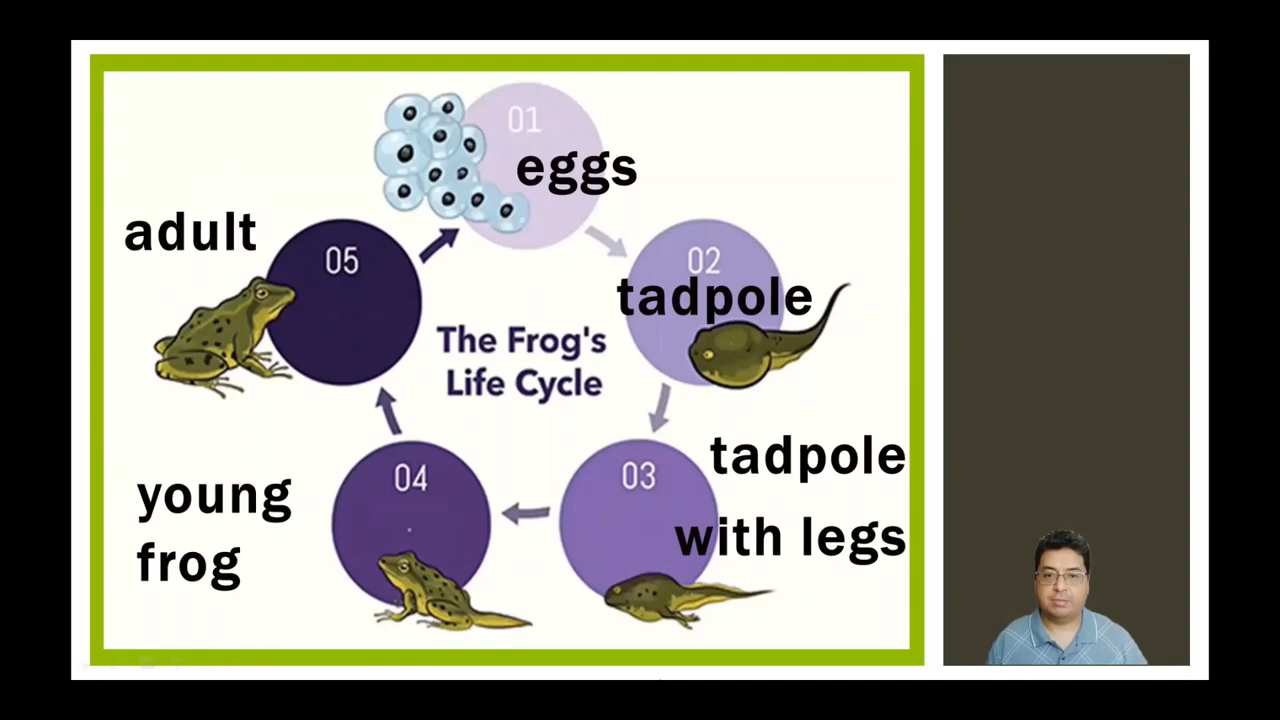 01
eggs
adult
05
02
tadpole
The Frog's
Life Cycle
tadpole
04
03
young
with legs
frog